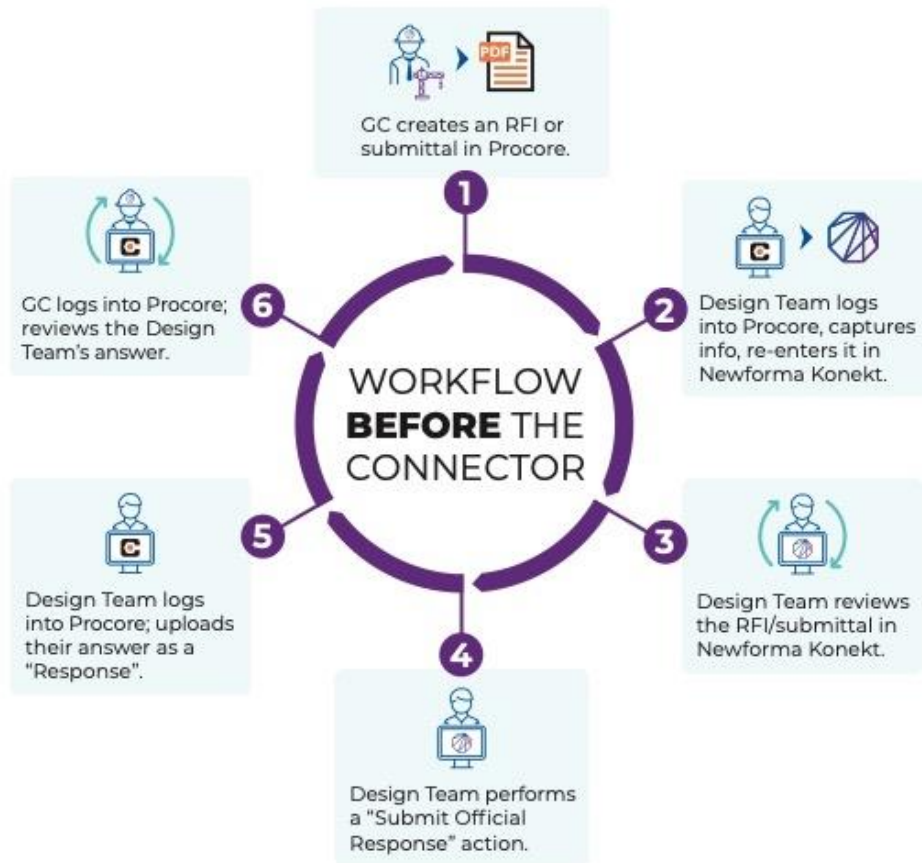 PDF
GC creates an RFI or
submittal in Procore.
1
GC logs into Procore;
reviews the Design
Team’s answer.
6
2
Design Team logs
into Procore, captures
info, re-enters it in
Newforma Konekt.
WORKFLOW
BEFORE THE
CONNECTOR
5
Design Team logs
into Procore; uploads
their answer as a
“Response”.
3
Design Team reviews
the RFI/submittal in
Newforma Konekt.
4
Design Team performs
a “Submit Official
Response” action.